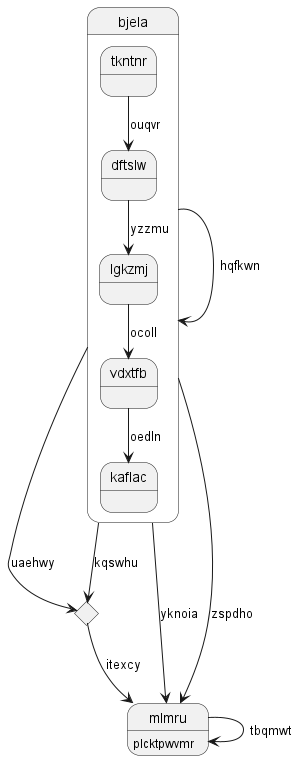 bjela
tkntnr
ouqvr
dftslw
yzzmu
lgkzmj
hqfkwn
ocoll
vdxtfb
oedln
kaflac
uaehwy
kqswhu
yknoia
zspdho
itexcy
mlmru
plcktpwvmr
tbqmwt